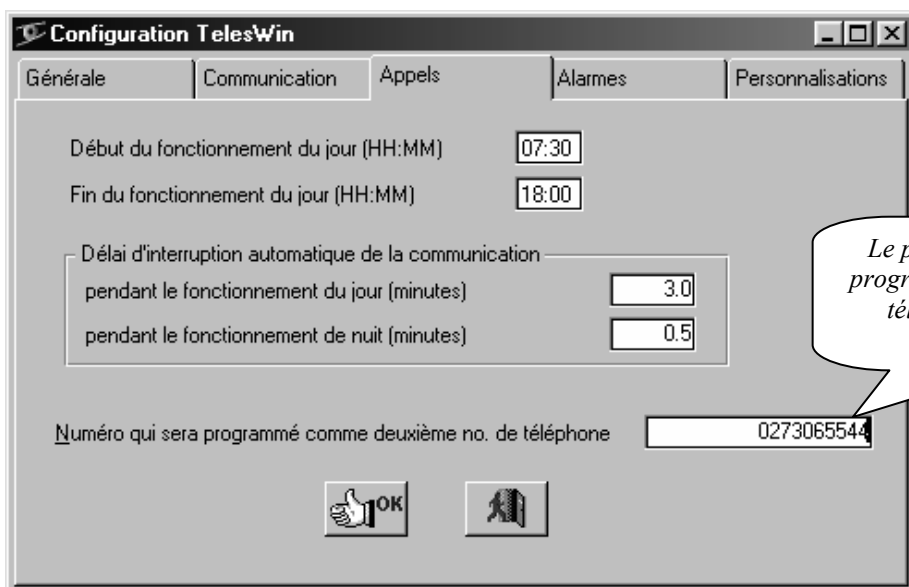 Configuration TelesWin
Générale Communication Appels Alarmes Personnalisations
Début du fonctionnement du jour (HH:MM) 07:30
Fin du fonctionnement du jour (HH:MM) 18:00
Délai d'interruption automatique de la communication
pendant le fonctionnement du jour (minutes) 3.0
pendant le fonctionnement de nuit (minutes) 0.5
Le
Numéro qui sera programmé comme deuxième no. de téléphone 0273065544
OK